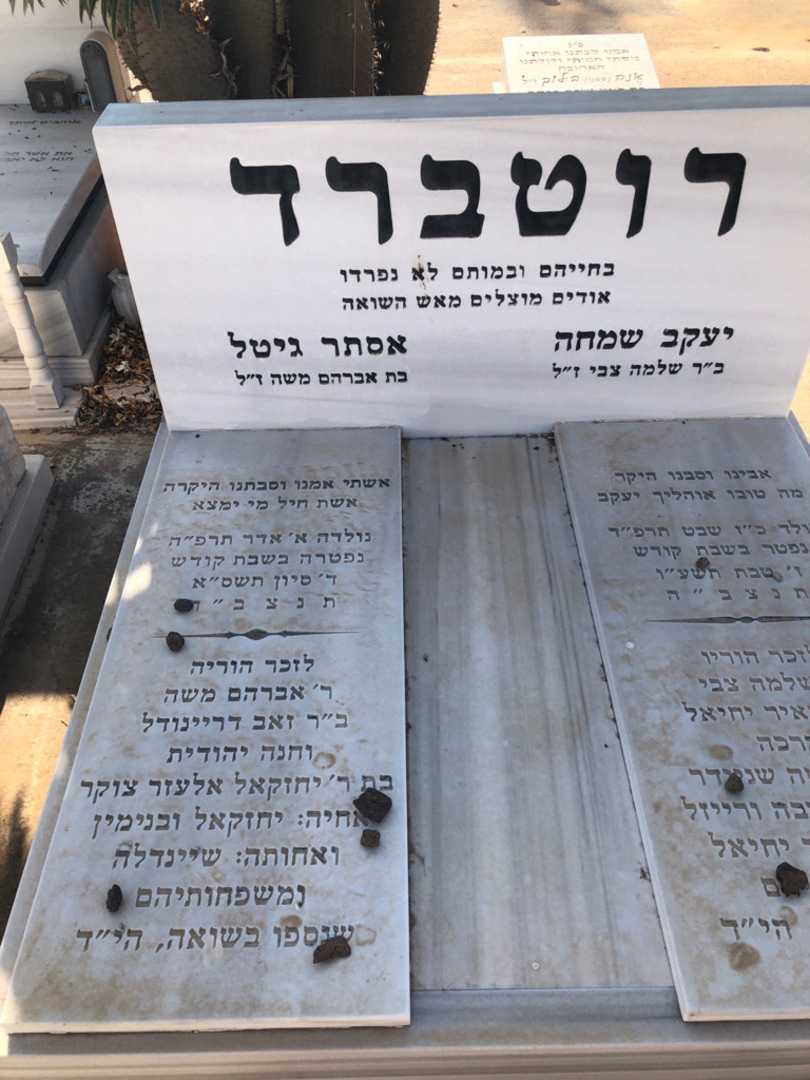 פ"נ
רוטברד
בחייהם ובמותם לא נפרדו
אודים מוצלים מאש השואה
יעקב שמחה
ב״ר שלמה צבי ז״ל
אסתר גיטל
בת אברהם משה ז״ל
אבינו וסבנו היקר
מה טובו אוהליך יעקב
ולד כ״ז שבט תרפ״ד
נפטר בשבת קודש
ז׳ טבת תשע״ו
ת נ צ ב ״ ה
לזכר הוריו
שלמה צבי
מאיר יחיאל
ורייזל
יחיאל
הי״ד
אשתי אמנו וסבתנו היקרה
אשת חיל מי ימצא
נולדה א׳ אדר תרפ״ה
נפטרה בשבת קודש
ד׳ סיון תשס״א
ת נ צ ב ״ ה
לזכר הוריה
ר׳ אברהם משה
ב״ר זאב דריינודל
וחנה יהודית
בת ר׳ יחזקאל אלעזר צוקר
אחיה: יחזקאל ובנימין
ואחותה: שיינדלה
ומשפחותיהם
שנספו בשואה, הי״ד